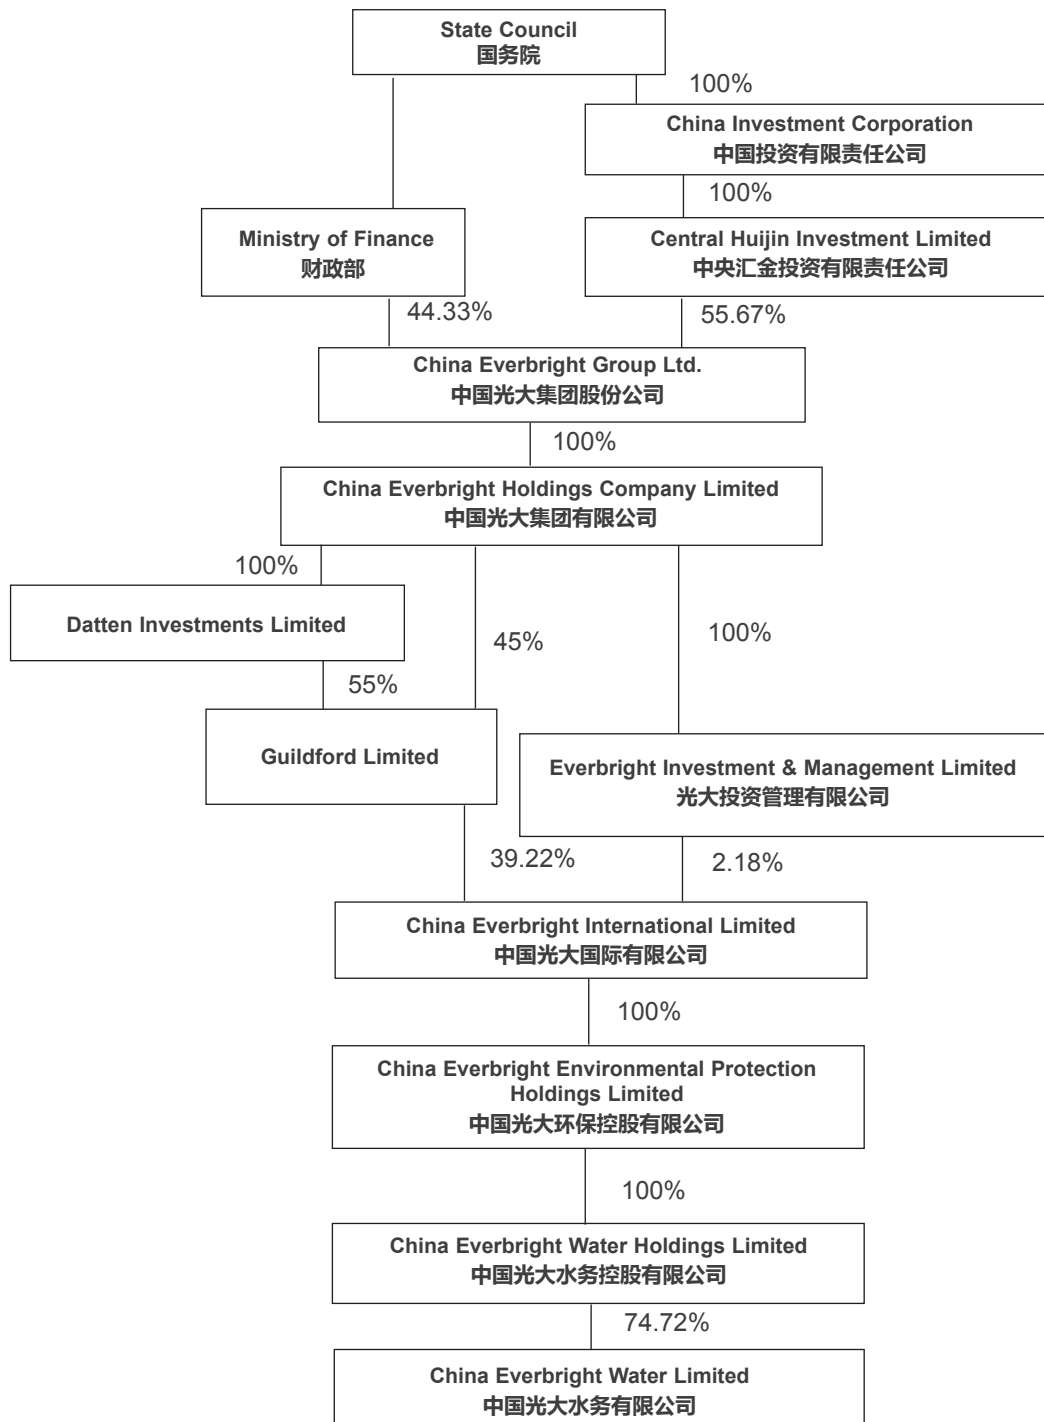 State Council
国务院
100%
China Investment Corporation
中国投资有限责任公司
100%
Ministry of Finance
财政部
Central Huijin Investment Limited
中央汇金投资有限责任公司
44.33%
55.67%
China Everbright Group Ltd.
中国光大集团股份公司
100%
China Everbright Holdings Company Limited
中国光大集团有限公司
100%
Datten Investments Limited
45%
100%
55%
Guildford Limited
Everbright Investment & Management Limited
光大投资管理有限公司
39.22%
2.18%
China Everbright International Limited
中国光大国际有限公司
100%
China Everbright Environmental Protection
Holdings Limited
中国光大环保控股有限公司
100%
China Everbright Water Holdings Limited
中国光大水务控股有限公司
74.72%
China Everbright Water Limited
中国光大水务有限公司